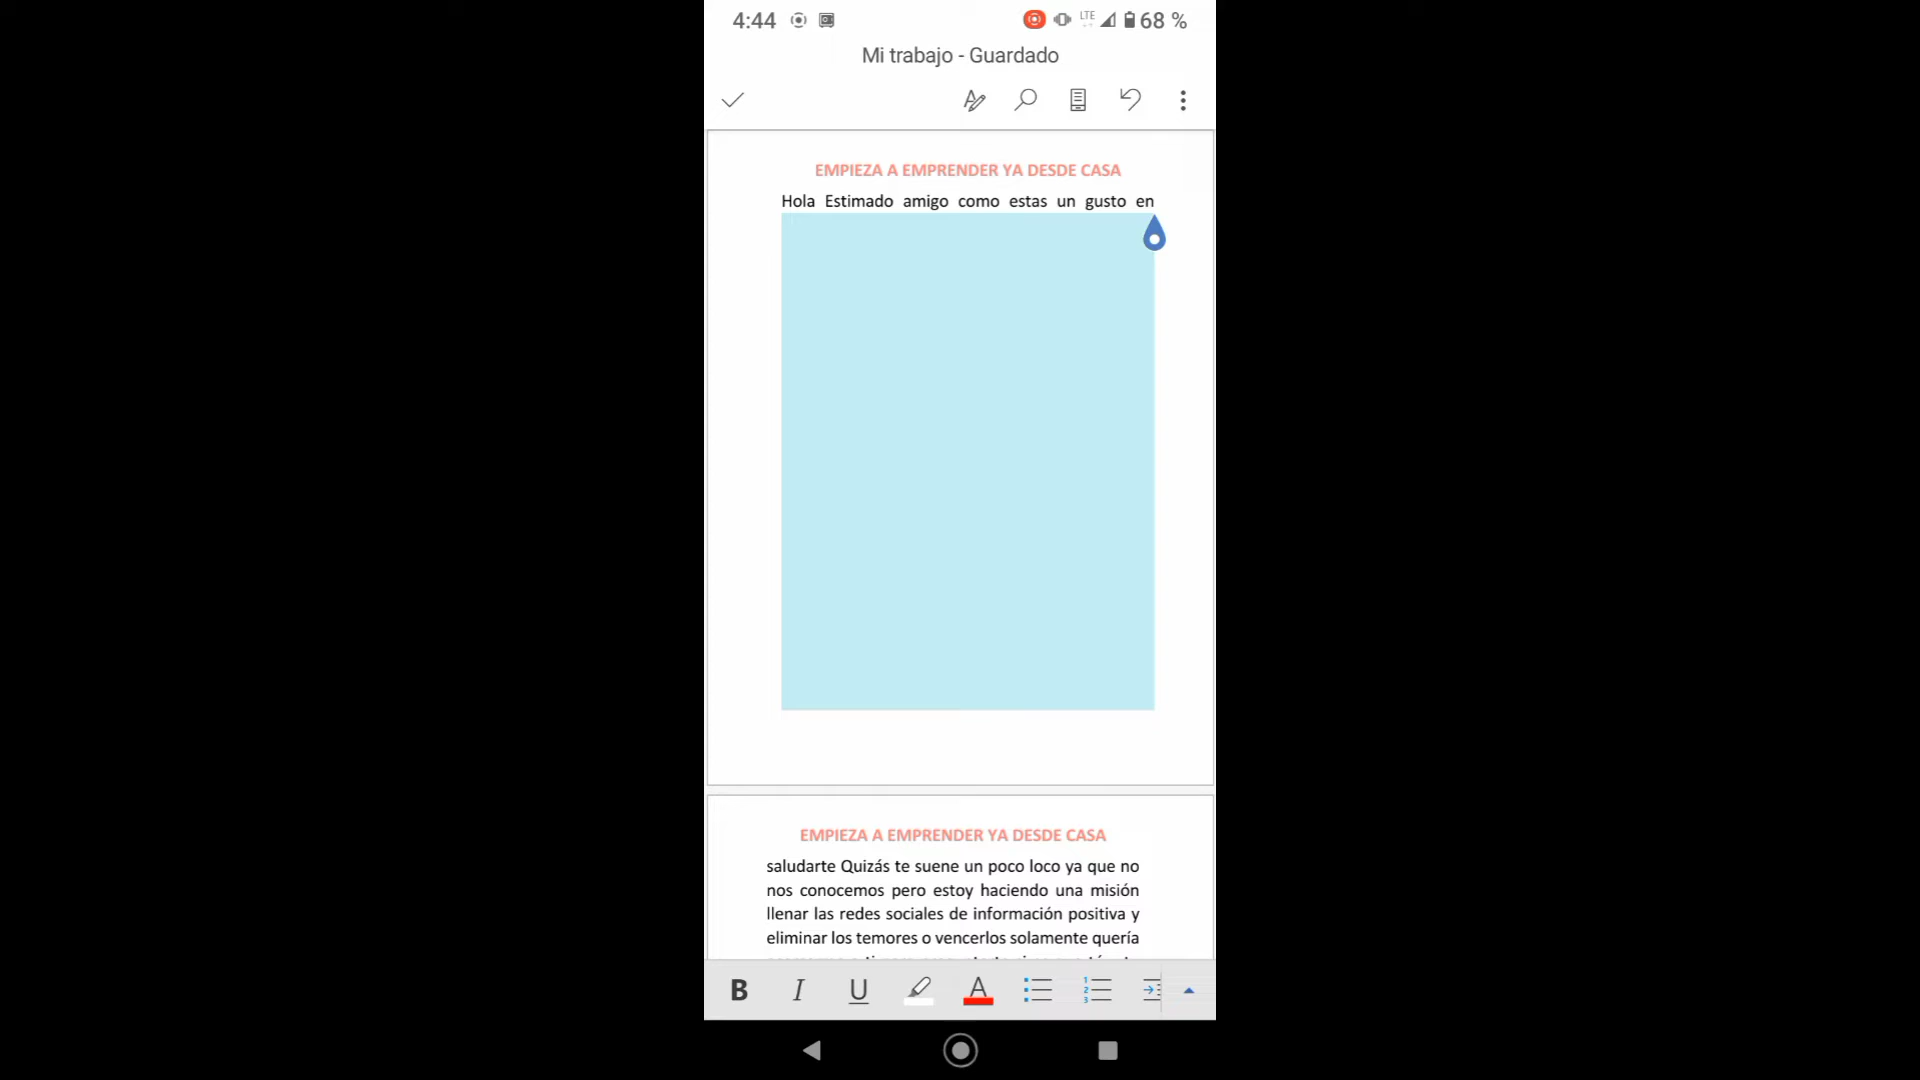 4:44 LTE 68 %
Mi trabajo - Guardado
EMPIEZA A EMPRENDER YA DESDE CASA
Hola Estimado amigo como estas un gusto en
EMPIEZA A EMPRENDER YA DESDE CASA
saludarte Quizás te suene un poco loco ya que no
nos conocemos pero estoy haciendo una misión
llenar las redes sociales de información positiva y
eliminar los temores o vencerlos solamente quería
B I U A